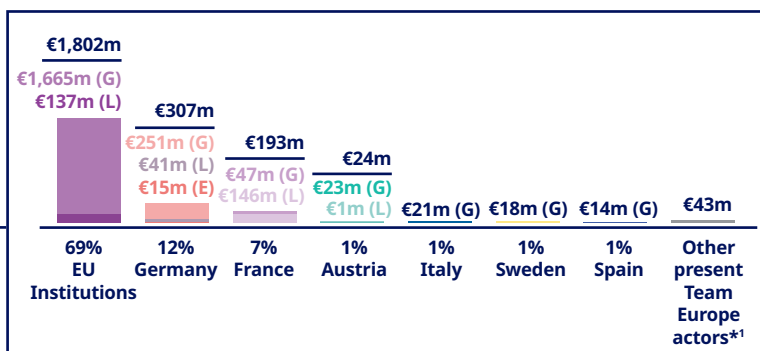 €1,802m
€1,665m (G)
€137m (L)
€307m
€251m (G)
€41m (L)
€15m (E)
€193m
€47m (G)
€146m (L)
€24m
€23m (G)
€1m (L)
€21m (G)
€18m (G)
€14m (G)
€43m
69%
EU
Institutions
12%
Germany
7%
France
1%
Austria
1%
Italy
1%
Sweden
1%
Spain
Other
present
Team
Europe
actors*¹